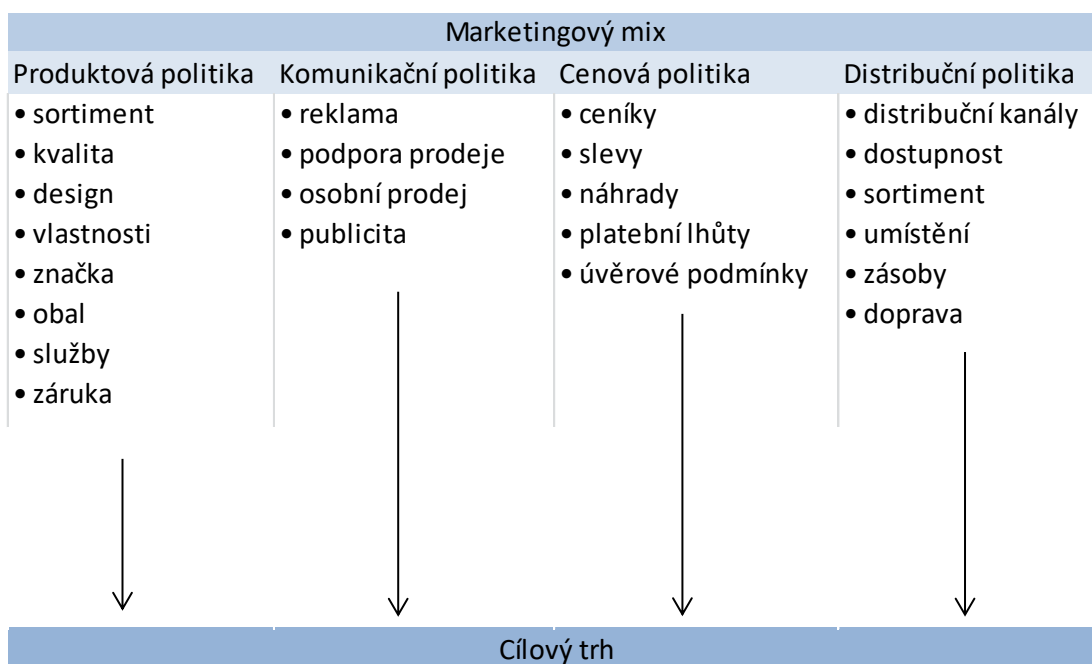 Marketingový mix
Produktová politika
• sortiment
• kvalita
• design
• vlastnosti
• značka
• obal
• služby
• záruka
Komunikační politika
• reklama
• podpora prodeje
• osobní prodej
• publicita
Cenová politika
• ceníky
• slevy
• náhrady
• platební lhůty
• úvěrové podmínky
Distribuční politika
• distribuční kanály
• dostupnost
• sortiment
• umístění
• zásoby
• doprava
Cílový trh